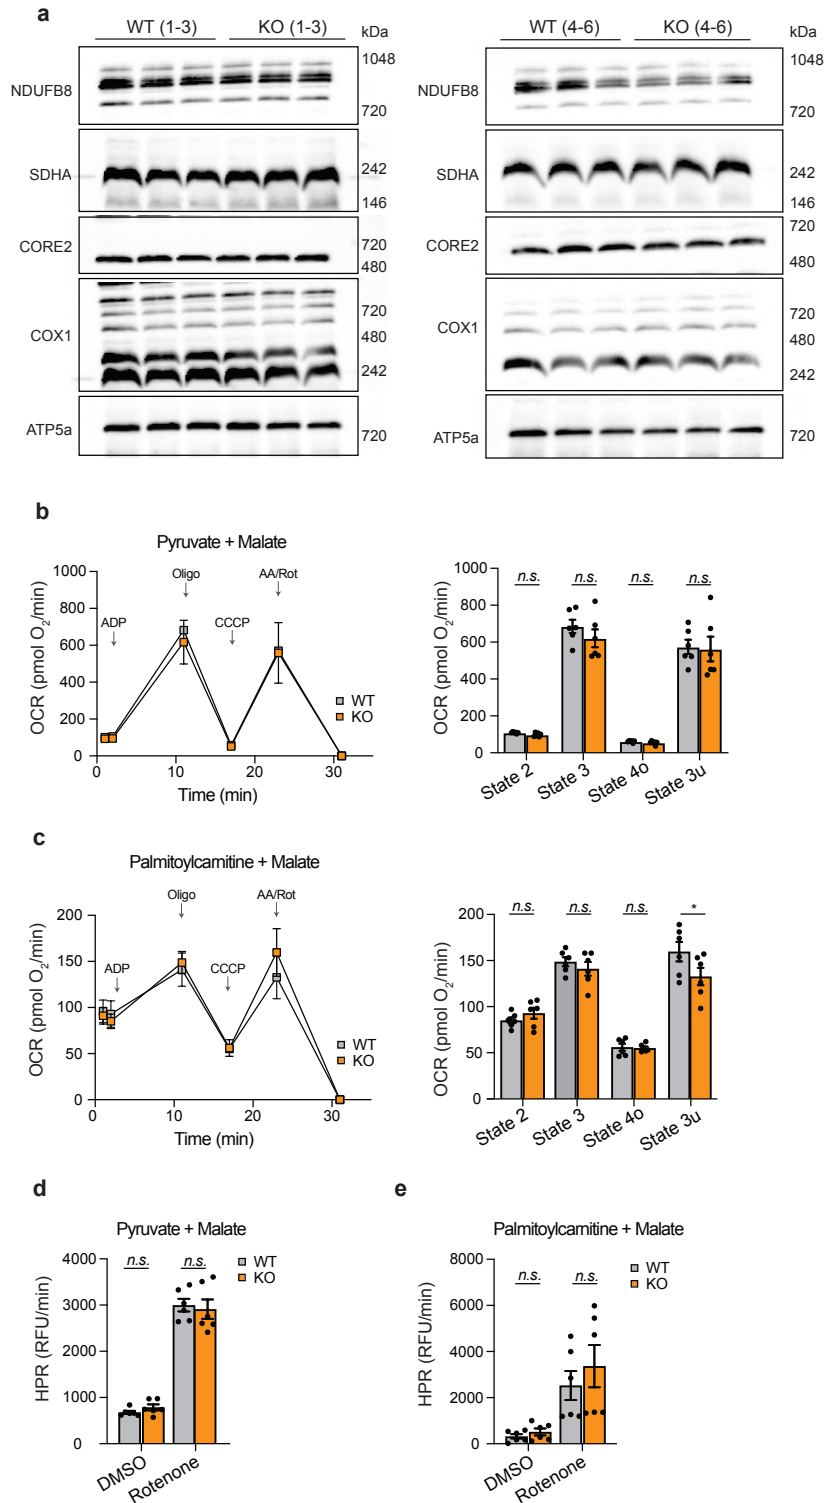 a
WT (1-3) KO (1-3) kDa
NDUFB8 1048
720
SDHA 242
146
CORE2 720
480
COX1 720
480
242
ATP5a 720
WT (4-6) KO (4-6) kDa
NDUFB8 1048
720
SDHA 242
146
CORE2 720
480
COX1 720
480
242
ATP5a 720
b
Pyruvate + Malate
Oligo AA/Rot
ADP CCCP
OCR (pmol O₂/min)
1000
800
600
400
200
0
0 10 20 30
Time (min)
WT
KO
OCR (pmol O₂/min)
1000
800
600
400
200
0
n.s. n.s. n.s. n.s.
State 2 State 3 State 4o State 3u
c
Palmitoylcarnitine + Malate
Oligo AA/Rot
ADP CCCP
OCR (pmol O₂/min)
200
150
100
50
0
0 10 20 30
Time (min)
WT
KO
OCR (pmol O₂/min)
200
150
100
50
0
n.s. n.s. n.s. *
State 2 State 3 State 4o State 3u
d
Pyruvate + Malate
HPR (RFU/min)
4000
3000
2000
1000
0
n.s. n.s.
WT
KO
DMSO Rotenone
e
Palmitoylcarnitine + Malate
HPR (RFU/min)
8000
6000
4000
2000
0
n.s. n.s.
WT
KO
DMSO Rotenone